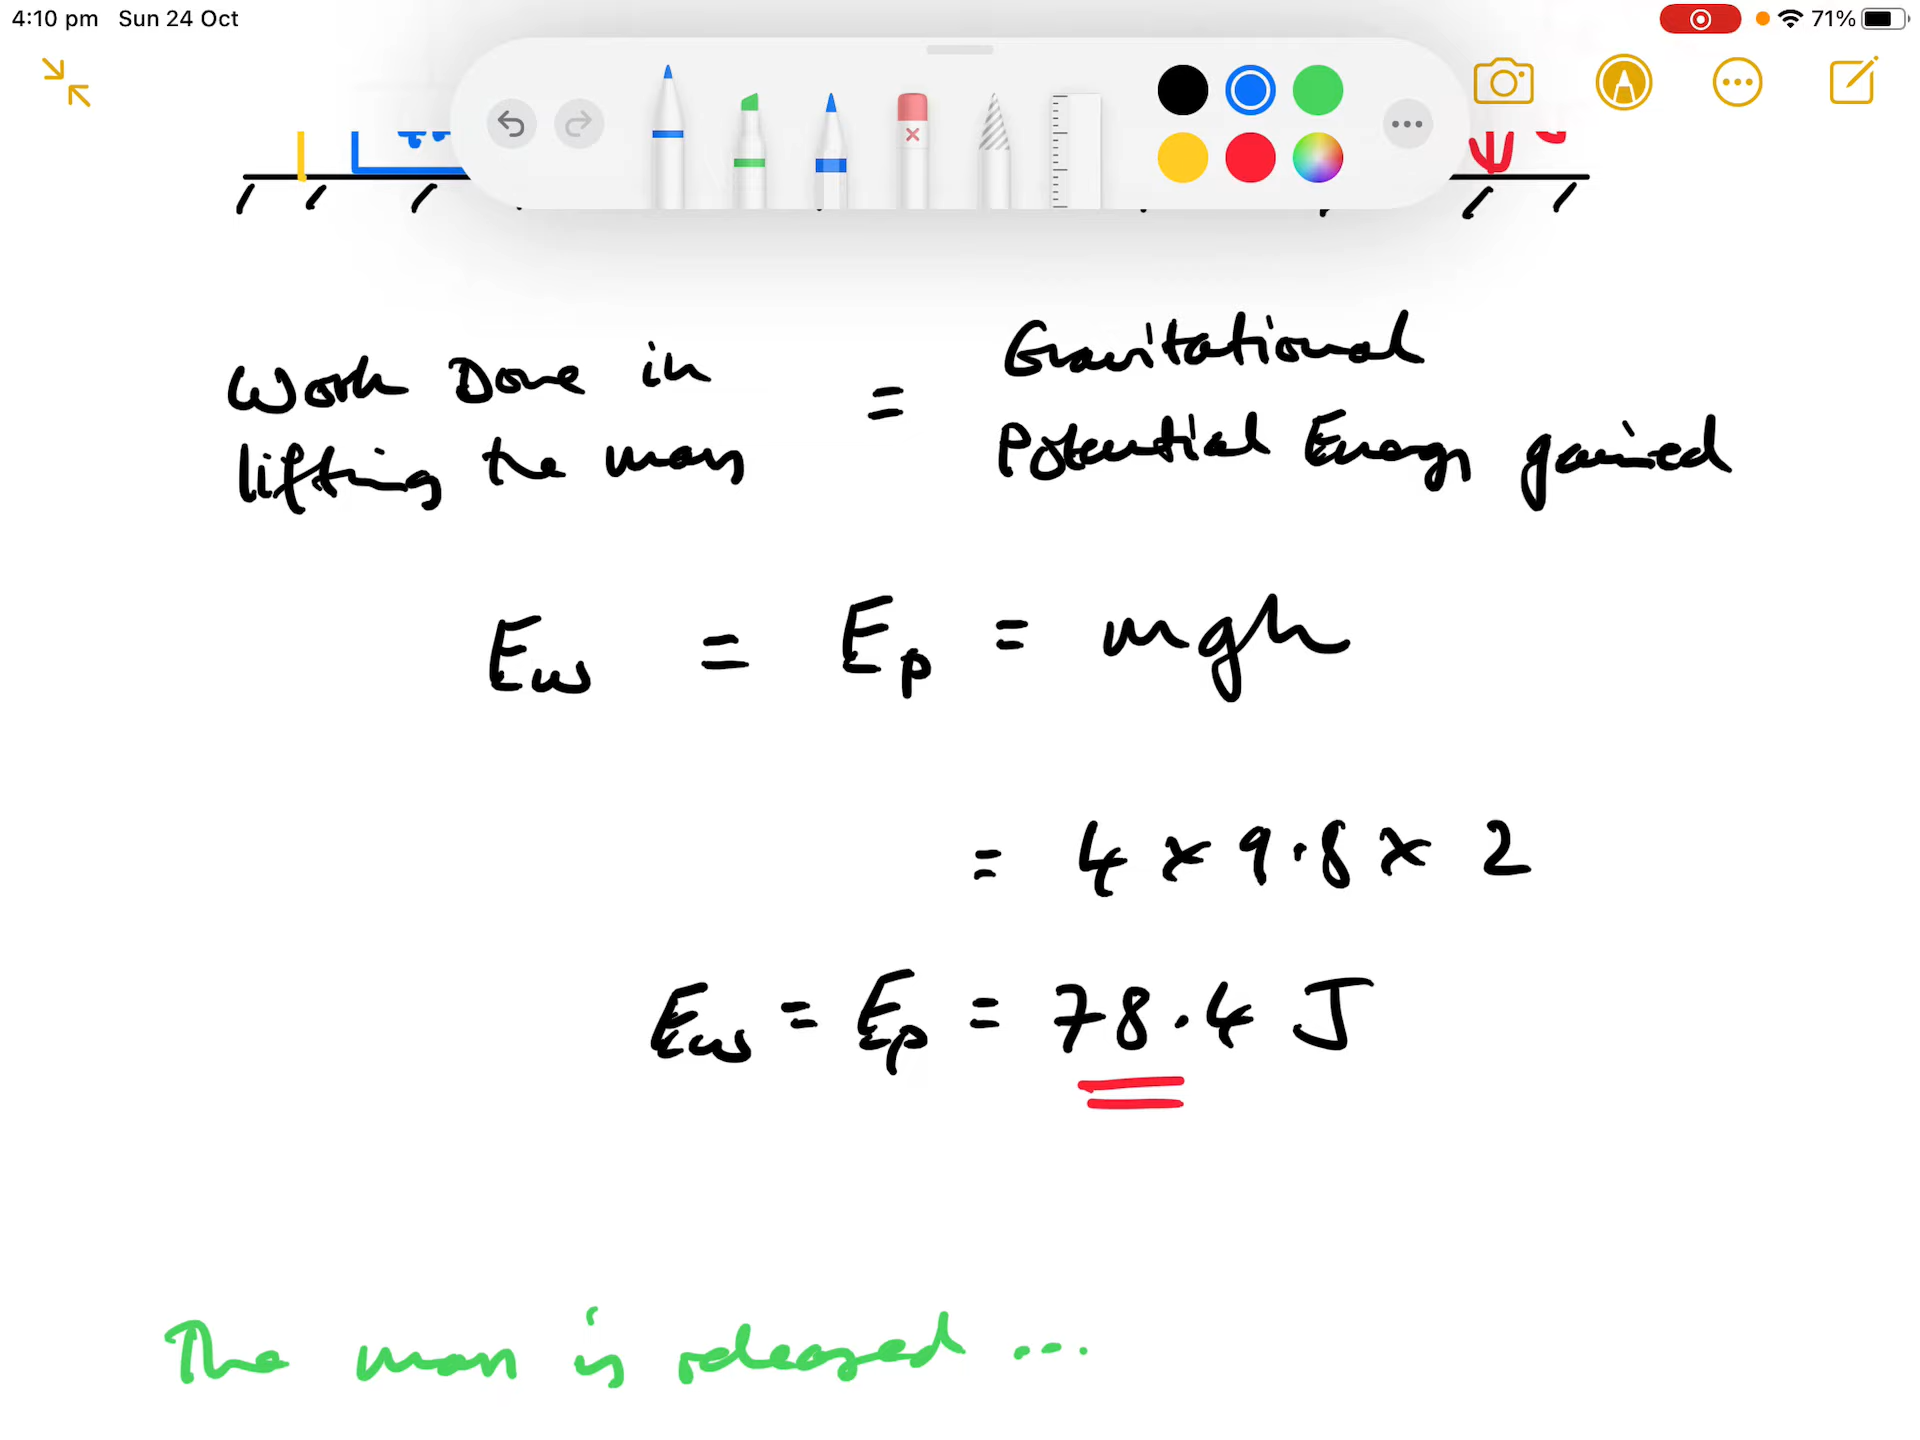 4:10 pm Sun 24 Oct
71%
Work Done in
lifting the mass
=
Gravitational
Potential Energy gained
Ew = Ep = mgh
= 4 × 9.8 × 2
Ew = Ep = 78.4 J
The mass is released ...